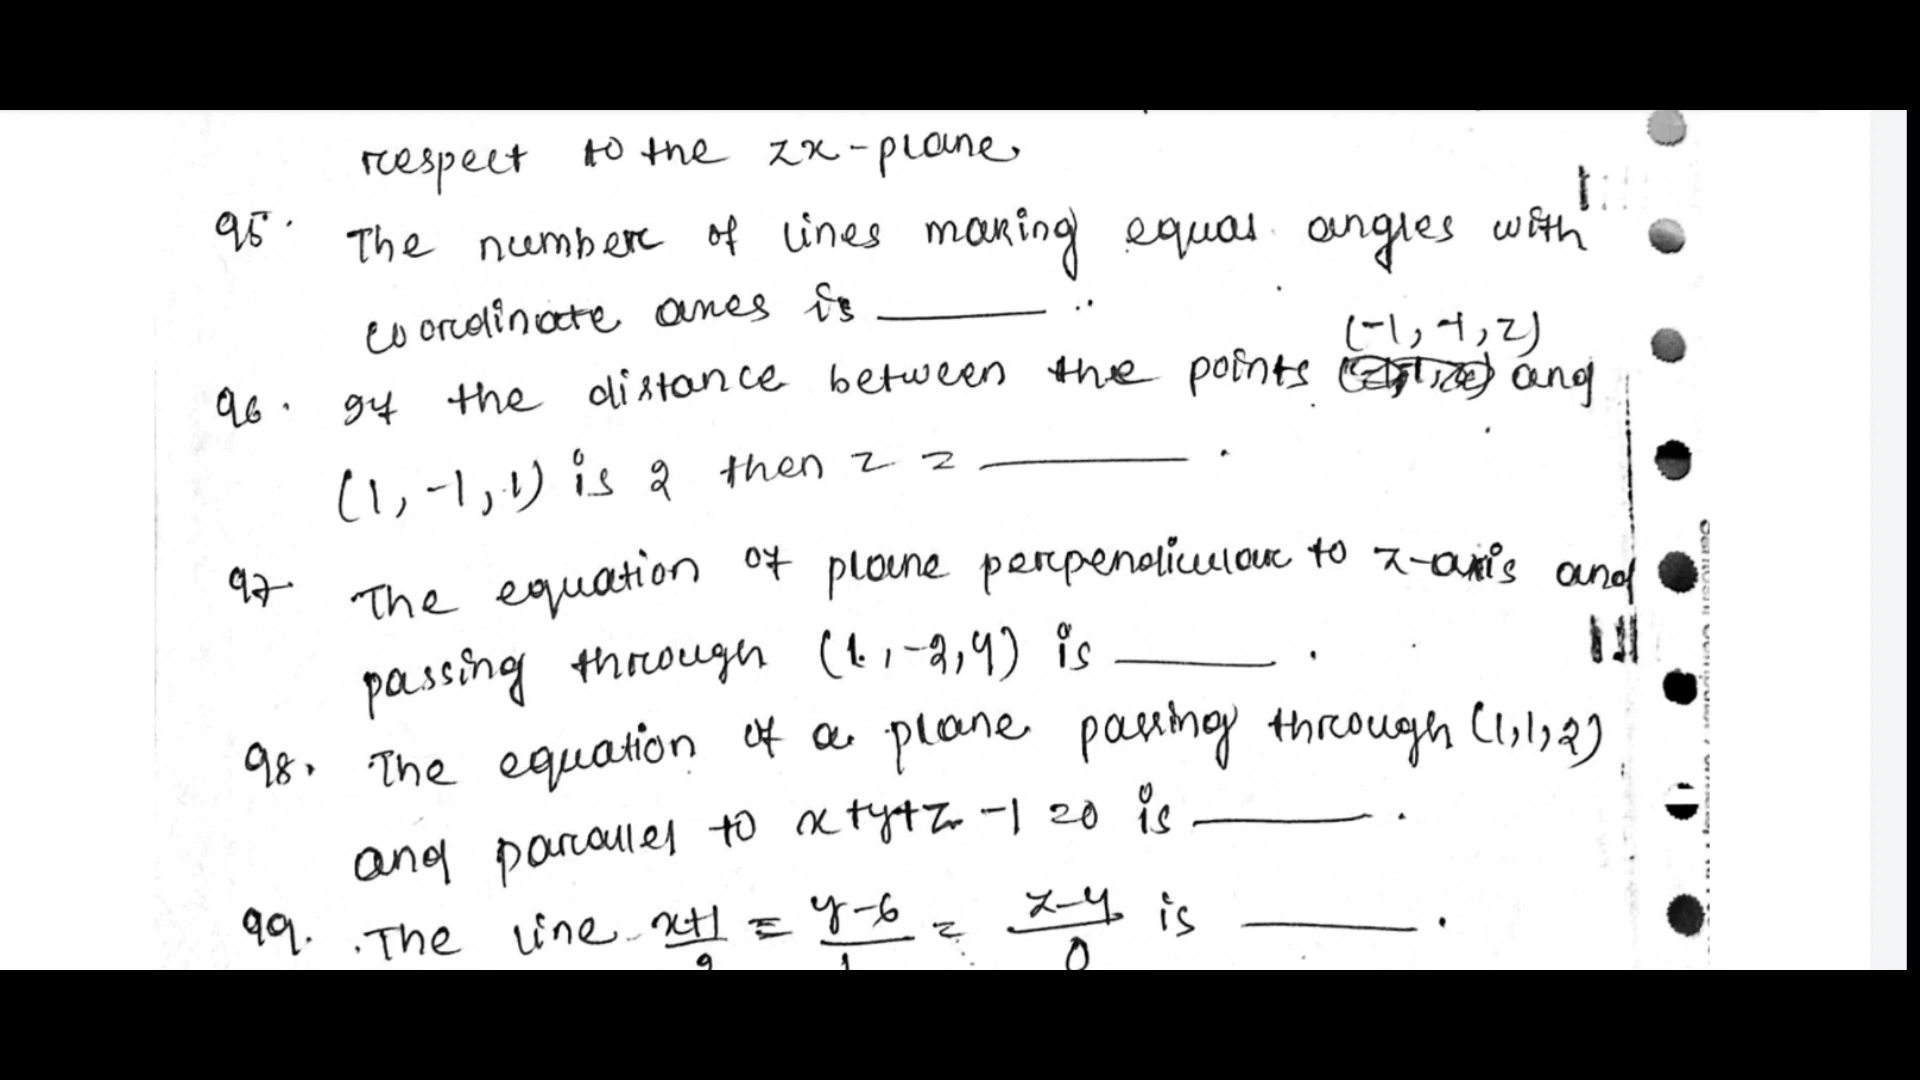 respect to the zx-plane.
95. The number of lines making equal angles with
coordinate axes is ______ .
(-1, -1, z)
96. If the distance between the points and
(1, -1, 1) is 2 then z = ______ .
97. The equation of plane perpendicular to z-axis and
passing through (1, -2, 4) is ______ .
98. The equation of a plane passing through (1,1,2)
and parallel to x+y+z-1=0 is ______ .
99. The line x+1 = y-6 = z-4 is ______ .
0